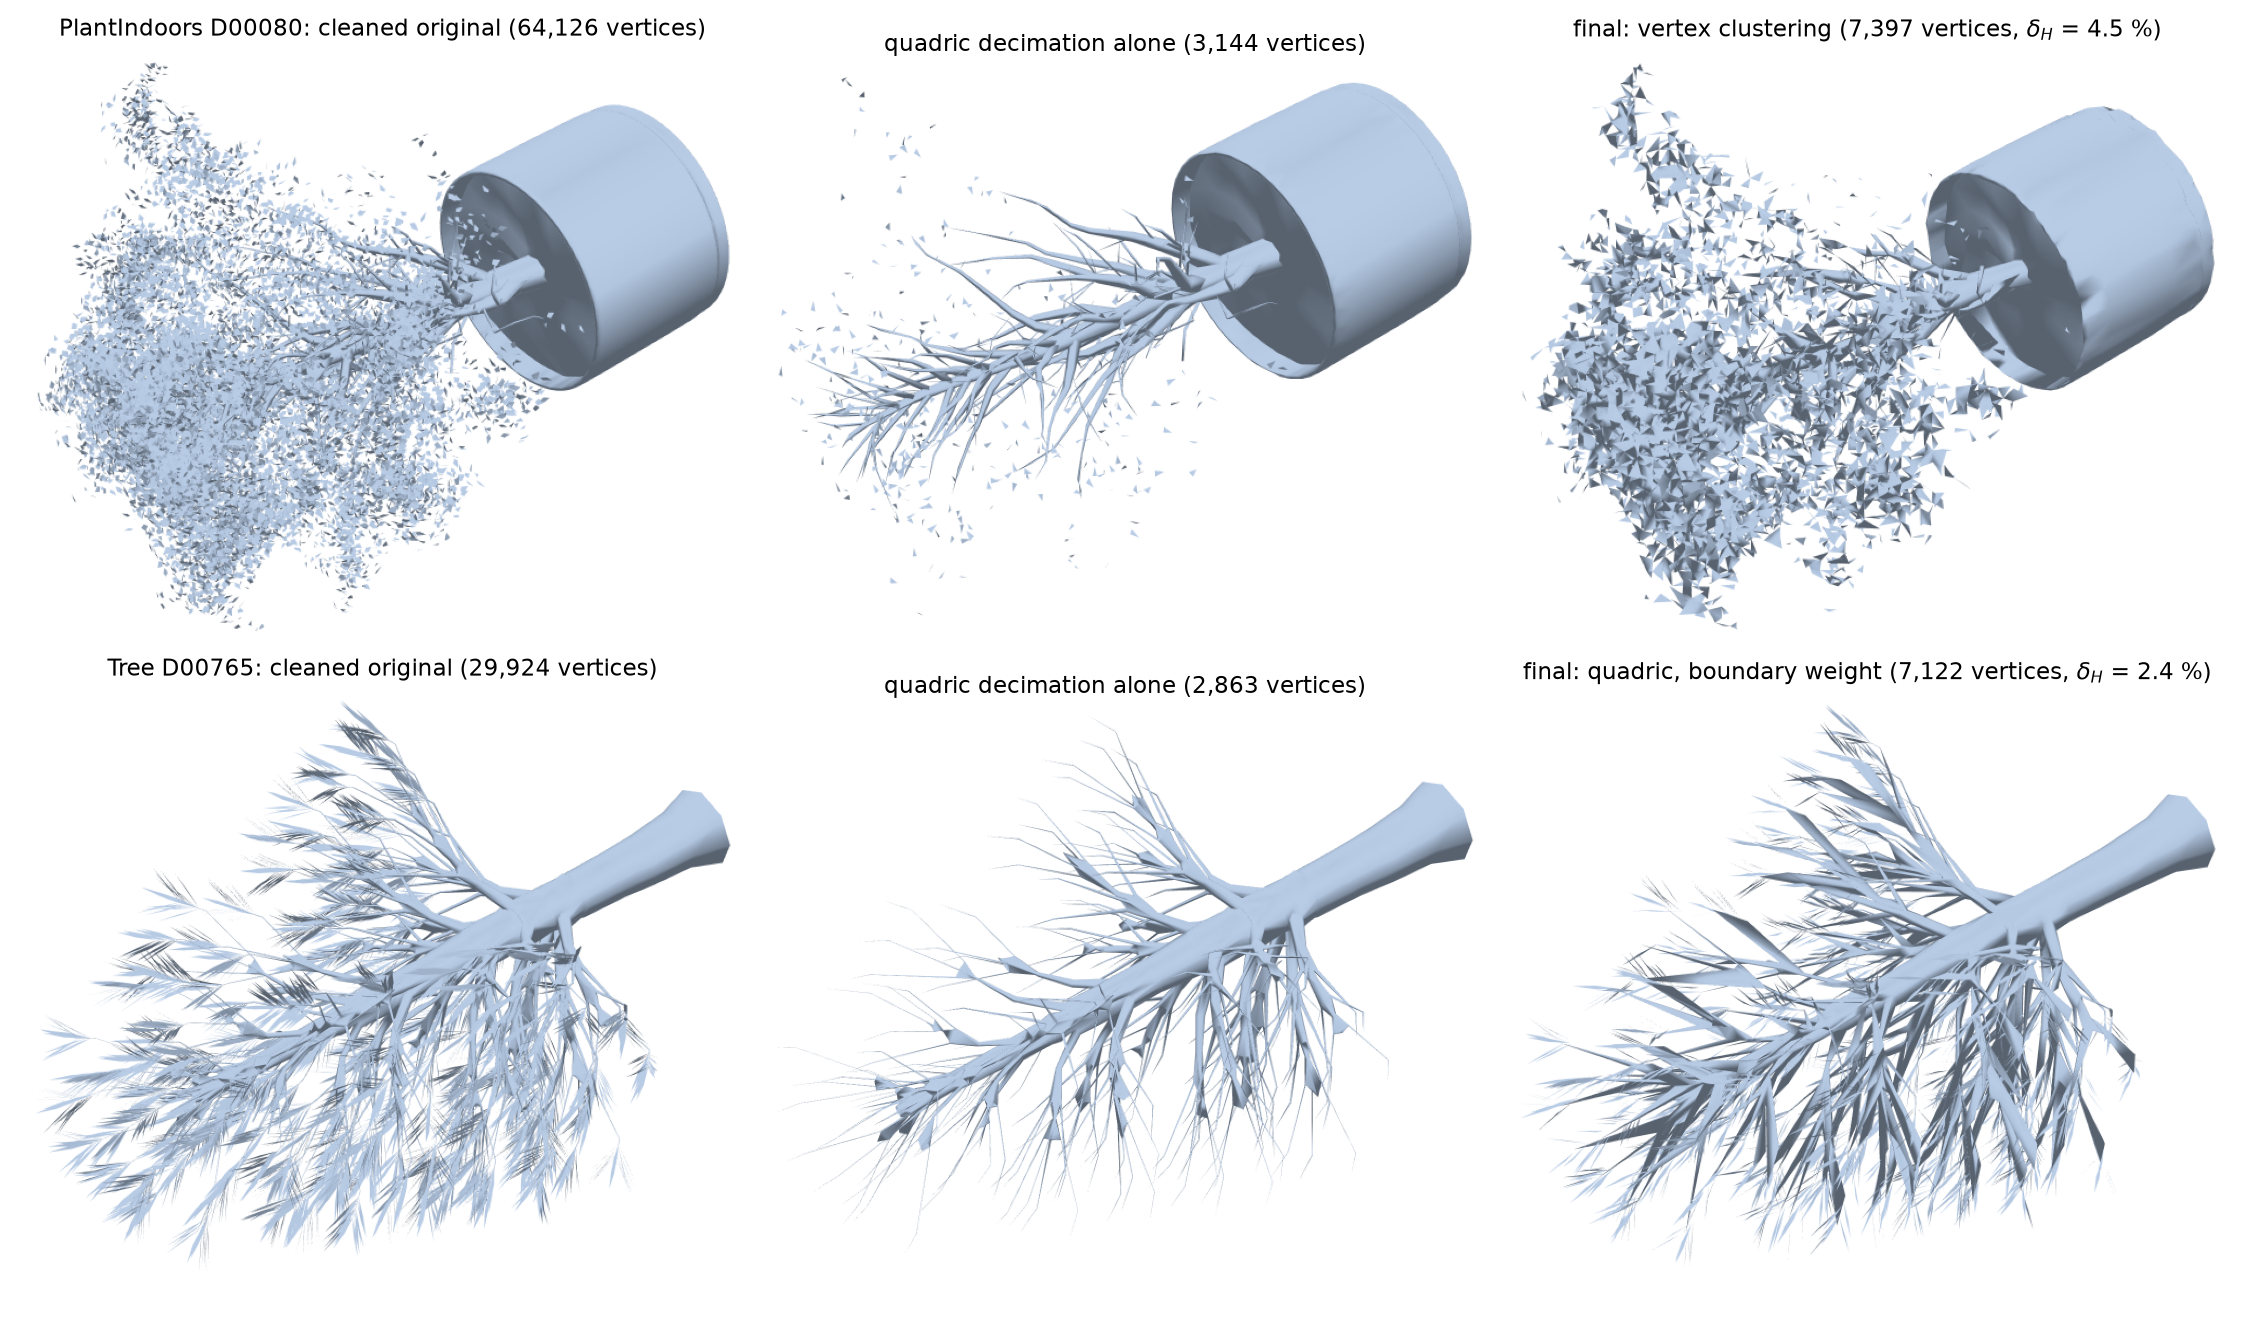 PlantIndoors D00080: cleaned original (64,126 vertices)
quadric decimation alone (3,144 vertices)
final: vertex clustering (7,397 vertices, δ_H = 4.5 %)
Tree D00765: cleaned original (29,924 vertices)
quadric decimation alone (2,863 vertices)
final: quadric, boundary weight (7,122 vertices, δ_H = 2.4 %)